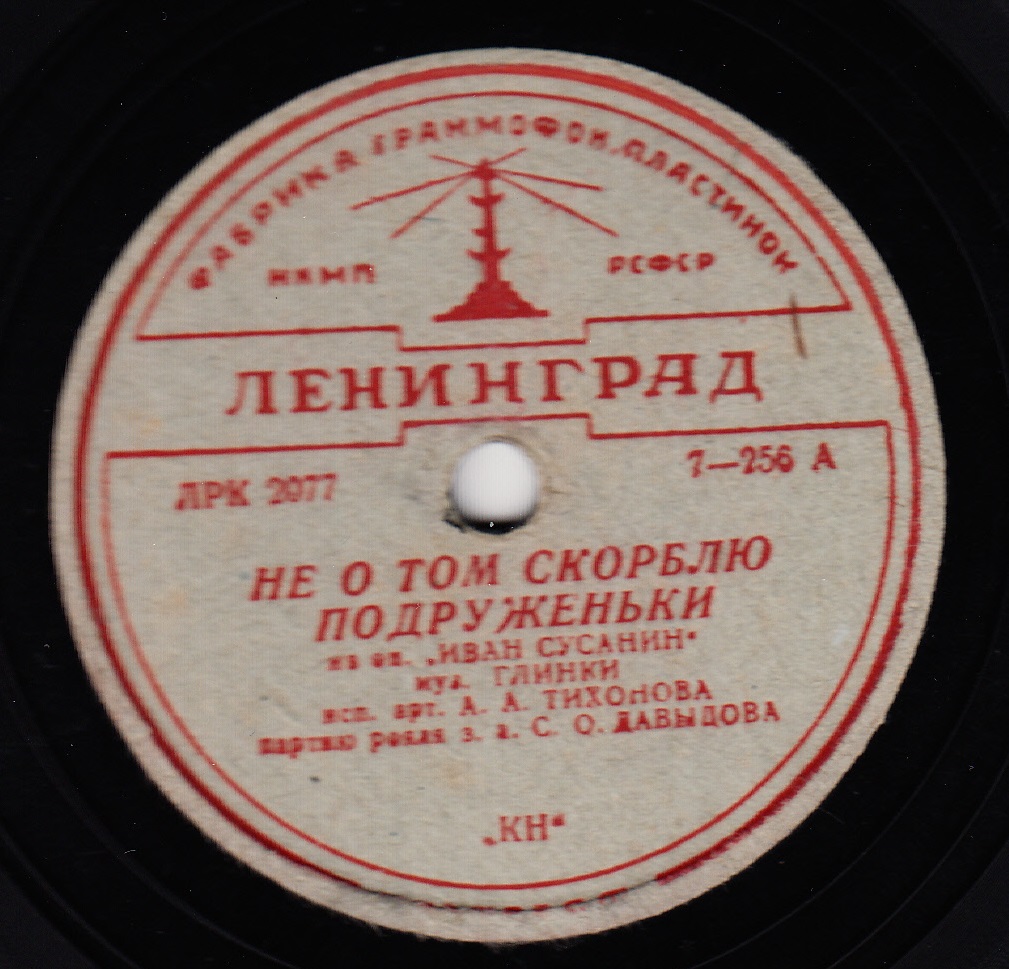 ФАБРИКА ГРАММОФОН. ПЛАСТИНОК
НКМП РСФСР
ЛЕНИНГРАД
ЛРК 2077 7—256 А
НЕ О ТОМ СКОРБЛЮ
ПОДРУЖЕНЬКИ
из оп. „ИВАН СУСАНИН“
муз. ГЛИНКИ
исп. арт. А. А. ТИХОНОВА
партию рояля з. а. С. О. ДАВЫДОВА
„КН“